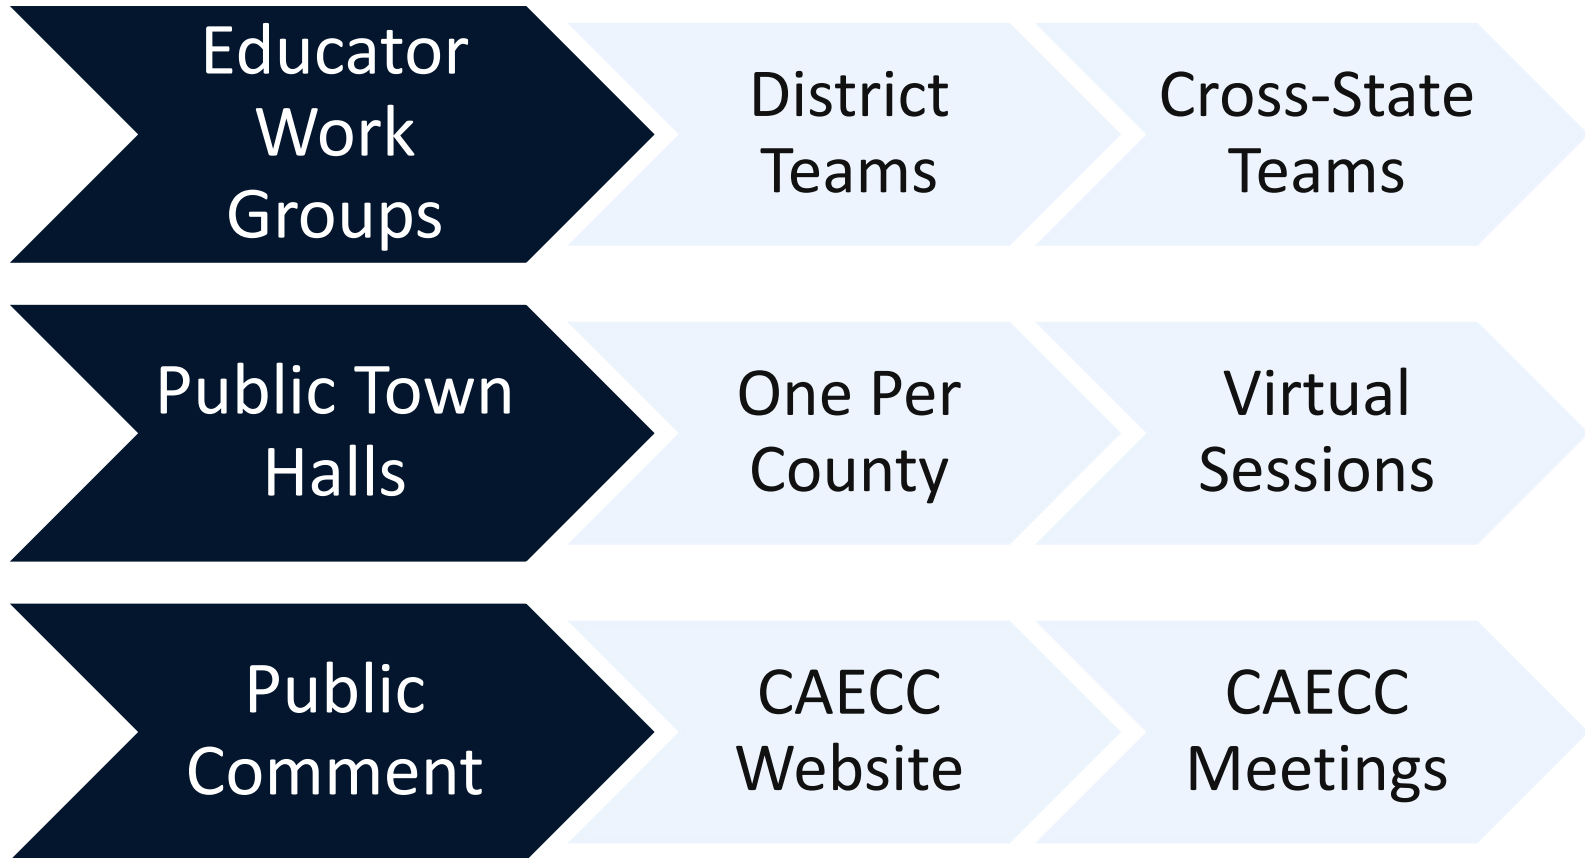 Educator
Work
Groups
District
Teams
Cross-State
Teams
Public Town
Halls
One Per
County
Virtual
Sessions
Public
Comment
CAECC
Website
CAECC
Meetings